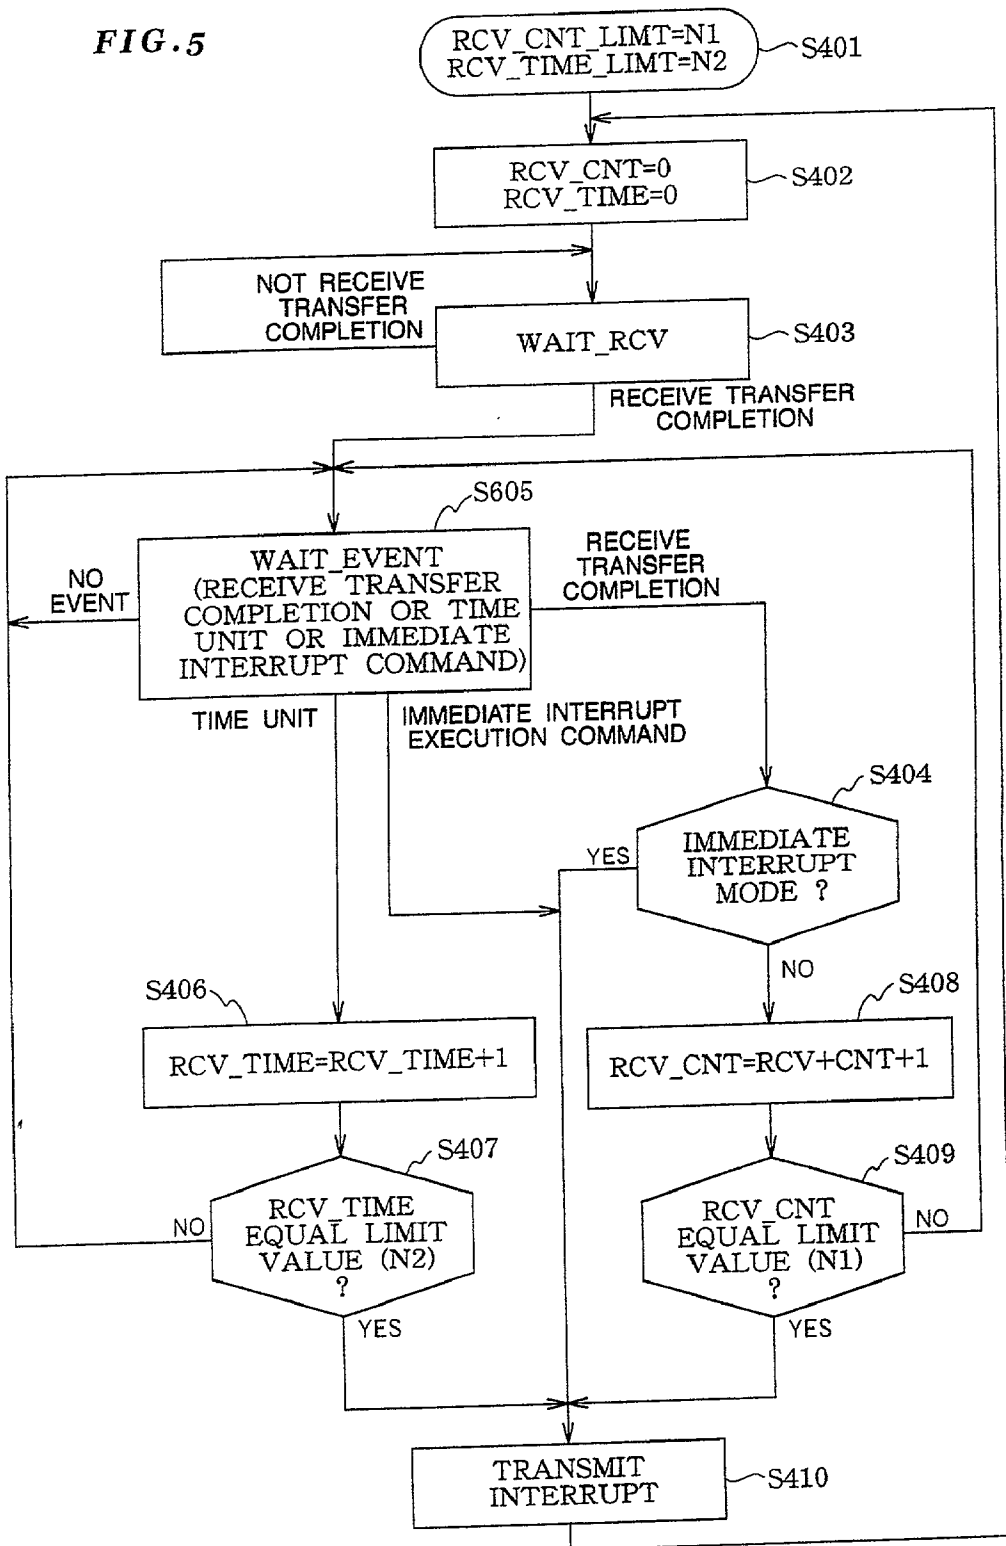 FIG.5
RCV_CNT_LIMT=N1
RCV_TIME_LIMT=N2
S401
RCV_CNT=0
RCV_TIME=0
S402
NOT RECEIVE
TRANSFER
COMPLETION
WAIT_RCV
S403
RECEIVE TRANSFER
COMPLETION
S605
WAIT_EVENT
(RECEIVE TRANSFER
COMPLETION OR TIME
UNIT OR IMMEDIATE
INTERRUPT COMMAND)
NO
EVENT
RECEIVE
TRANSFER
COMPLETION
TIME UNIT
IMMEDIATE INTERRUPT
EXECUTION COMMAND
S404
IMMEDIATE
INTERRUPT
MODE ?
YES
NO
S406
RCV_TIME=RCV_TIME+1
S408
RCV_CNT=RCV+CNT+1
S407
RCV_TIME
EQUAL LIMIT
VALUE (N2)
?
NO
YES
S409
RCV_CNT
EQUAL LIMIT
VALUE (N1)
?
NO
YES
TRANSMIT
INTERRUPT
S410